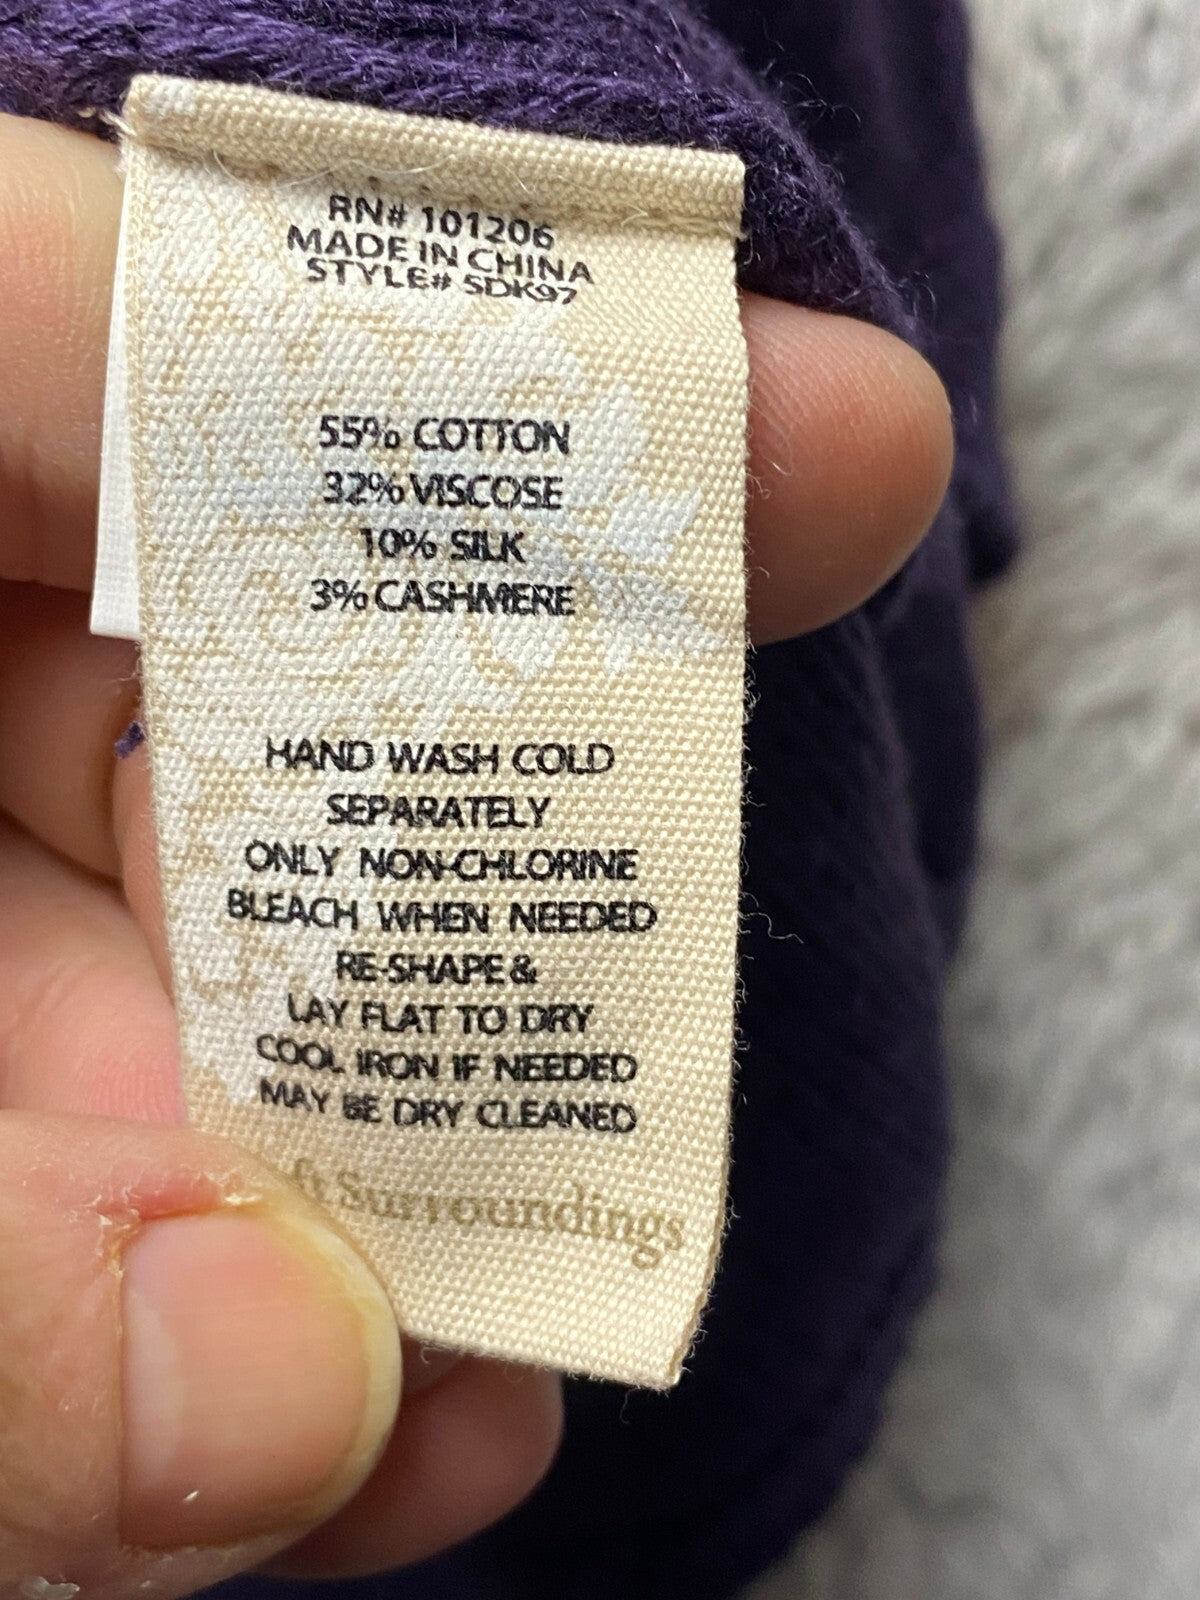 RN# 101206
MADE IN CHINA
STYLE# SDK97
55% COTTON
32% VISCOSE
10% SILK
3% CASHMERE
HAND WASH COLD
SEPARATELY
ONLY NON-CHLORINE
BLEACH WHEN NEEDED
RE-SHAPE &
LAY FLAT TO DRY
COOL IRON IF NEEDED
MAY BE DRY CLEANED
Surroundings